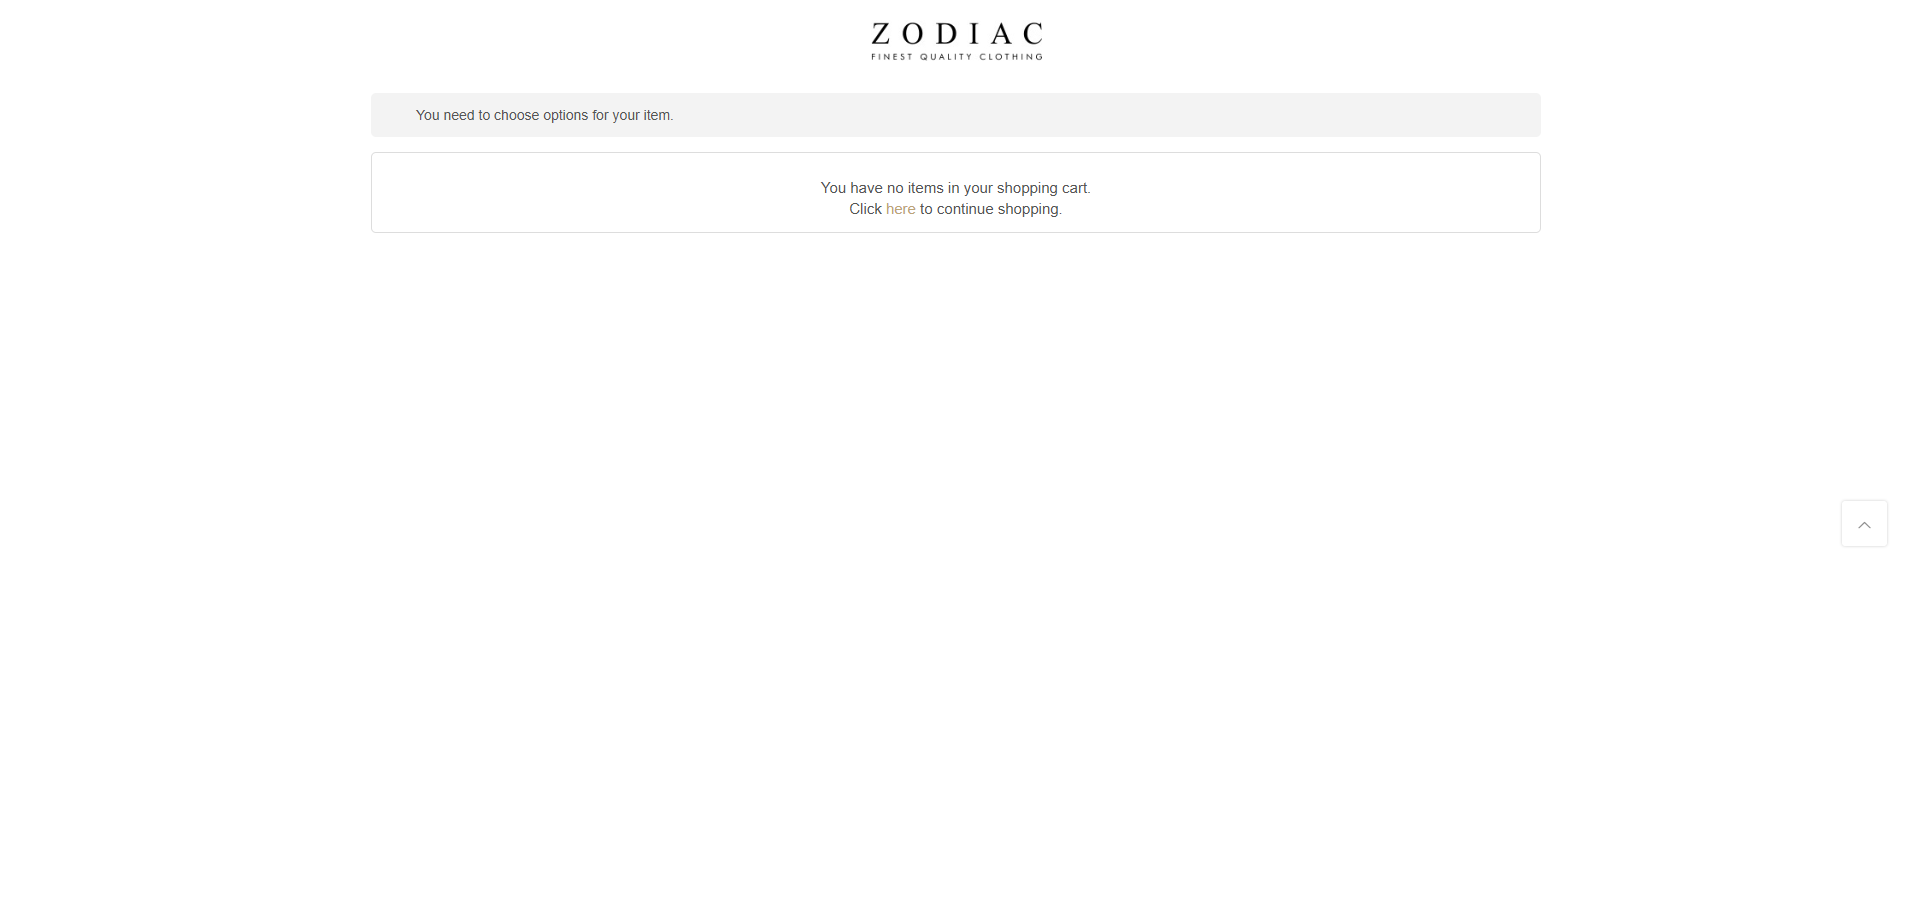 ZODIAC
FINEST QUALITY CLOTHING
You need to choose options for your item.
You have no items in your shopping cart.
Click here to continue shopping.